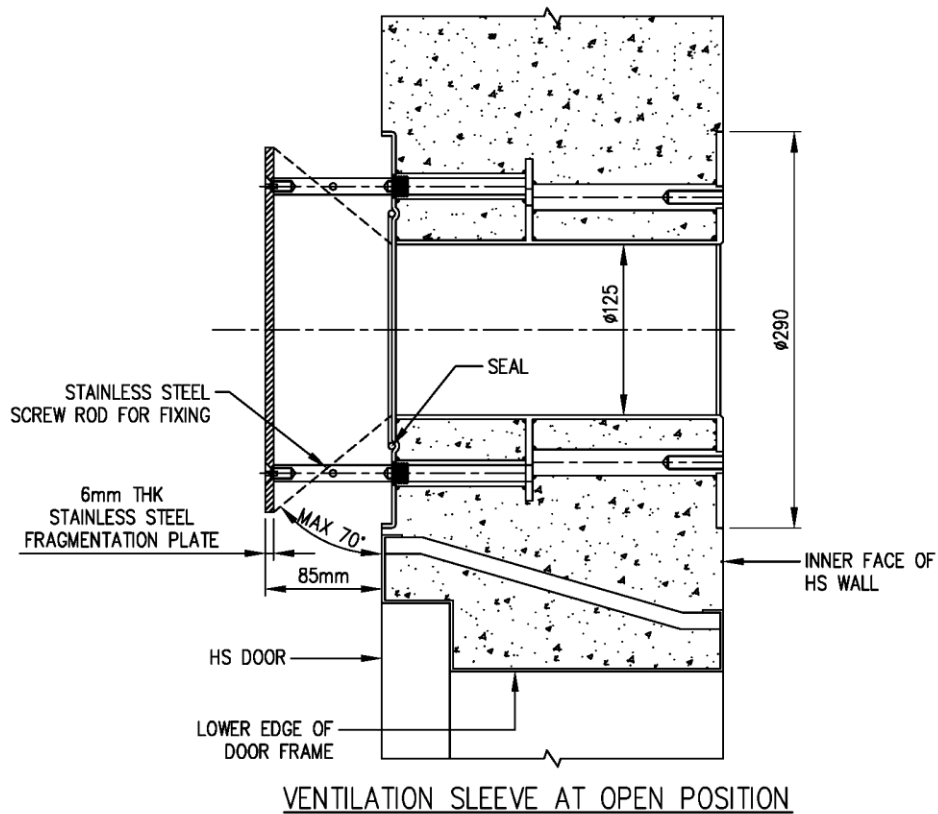 ø125
ø290
SEAL
STAINLESS STEEL
SCREW ROD FOR FIXING
6mm THK
STAINLESS STEEL
FRAGMENTATION PLATE
MAX 70°
85mm
INNER FACE OF
HS WALL
HS DOOR
LOWER EDGE OF
DOOR FRAME
VENTILATION SLEEVE AT OPEN POSITION